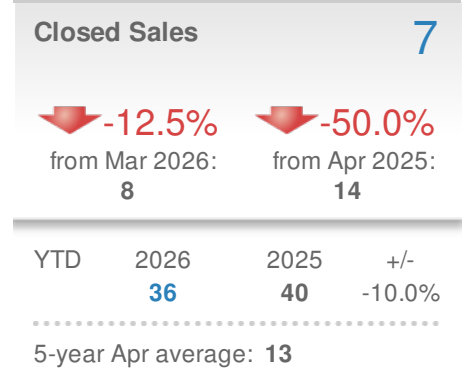 Closed Sales 7
-12.5% -50.0%
from Mar 2026: from Apr 2025:
8 14
YTD 2026 2025 +/-
36 40 -10.0%
5-year Apr average: 13